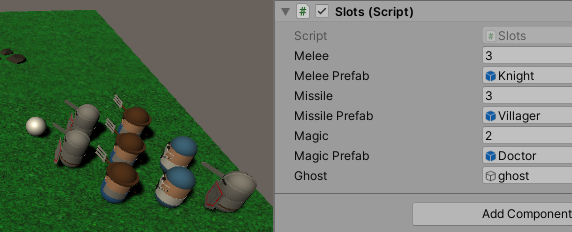 Slots (Script)
Script Slots
Melee 3
Melee Prefab Knight
Missile 3
Missile Prefab Villager
Magic 2
Magic Prefab Doctor
Ghost ghost
Add Component